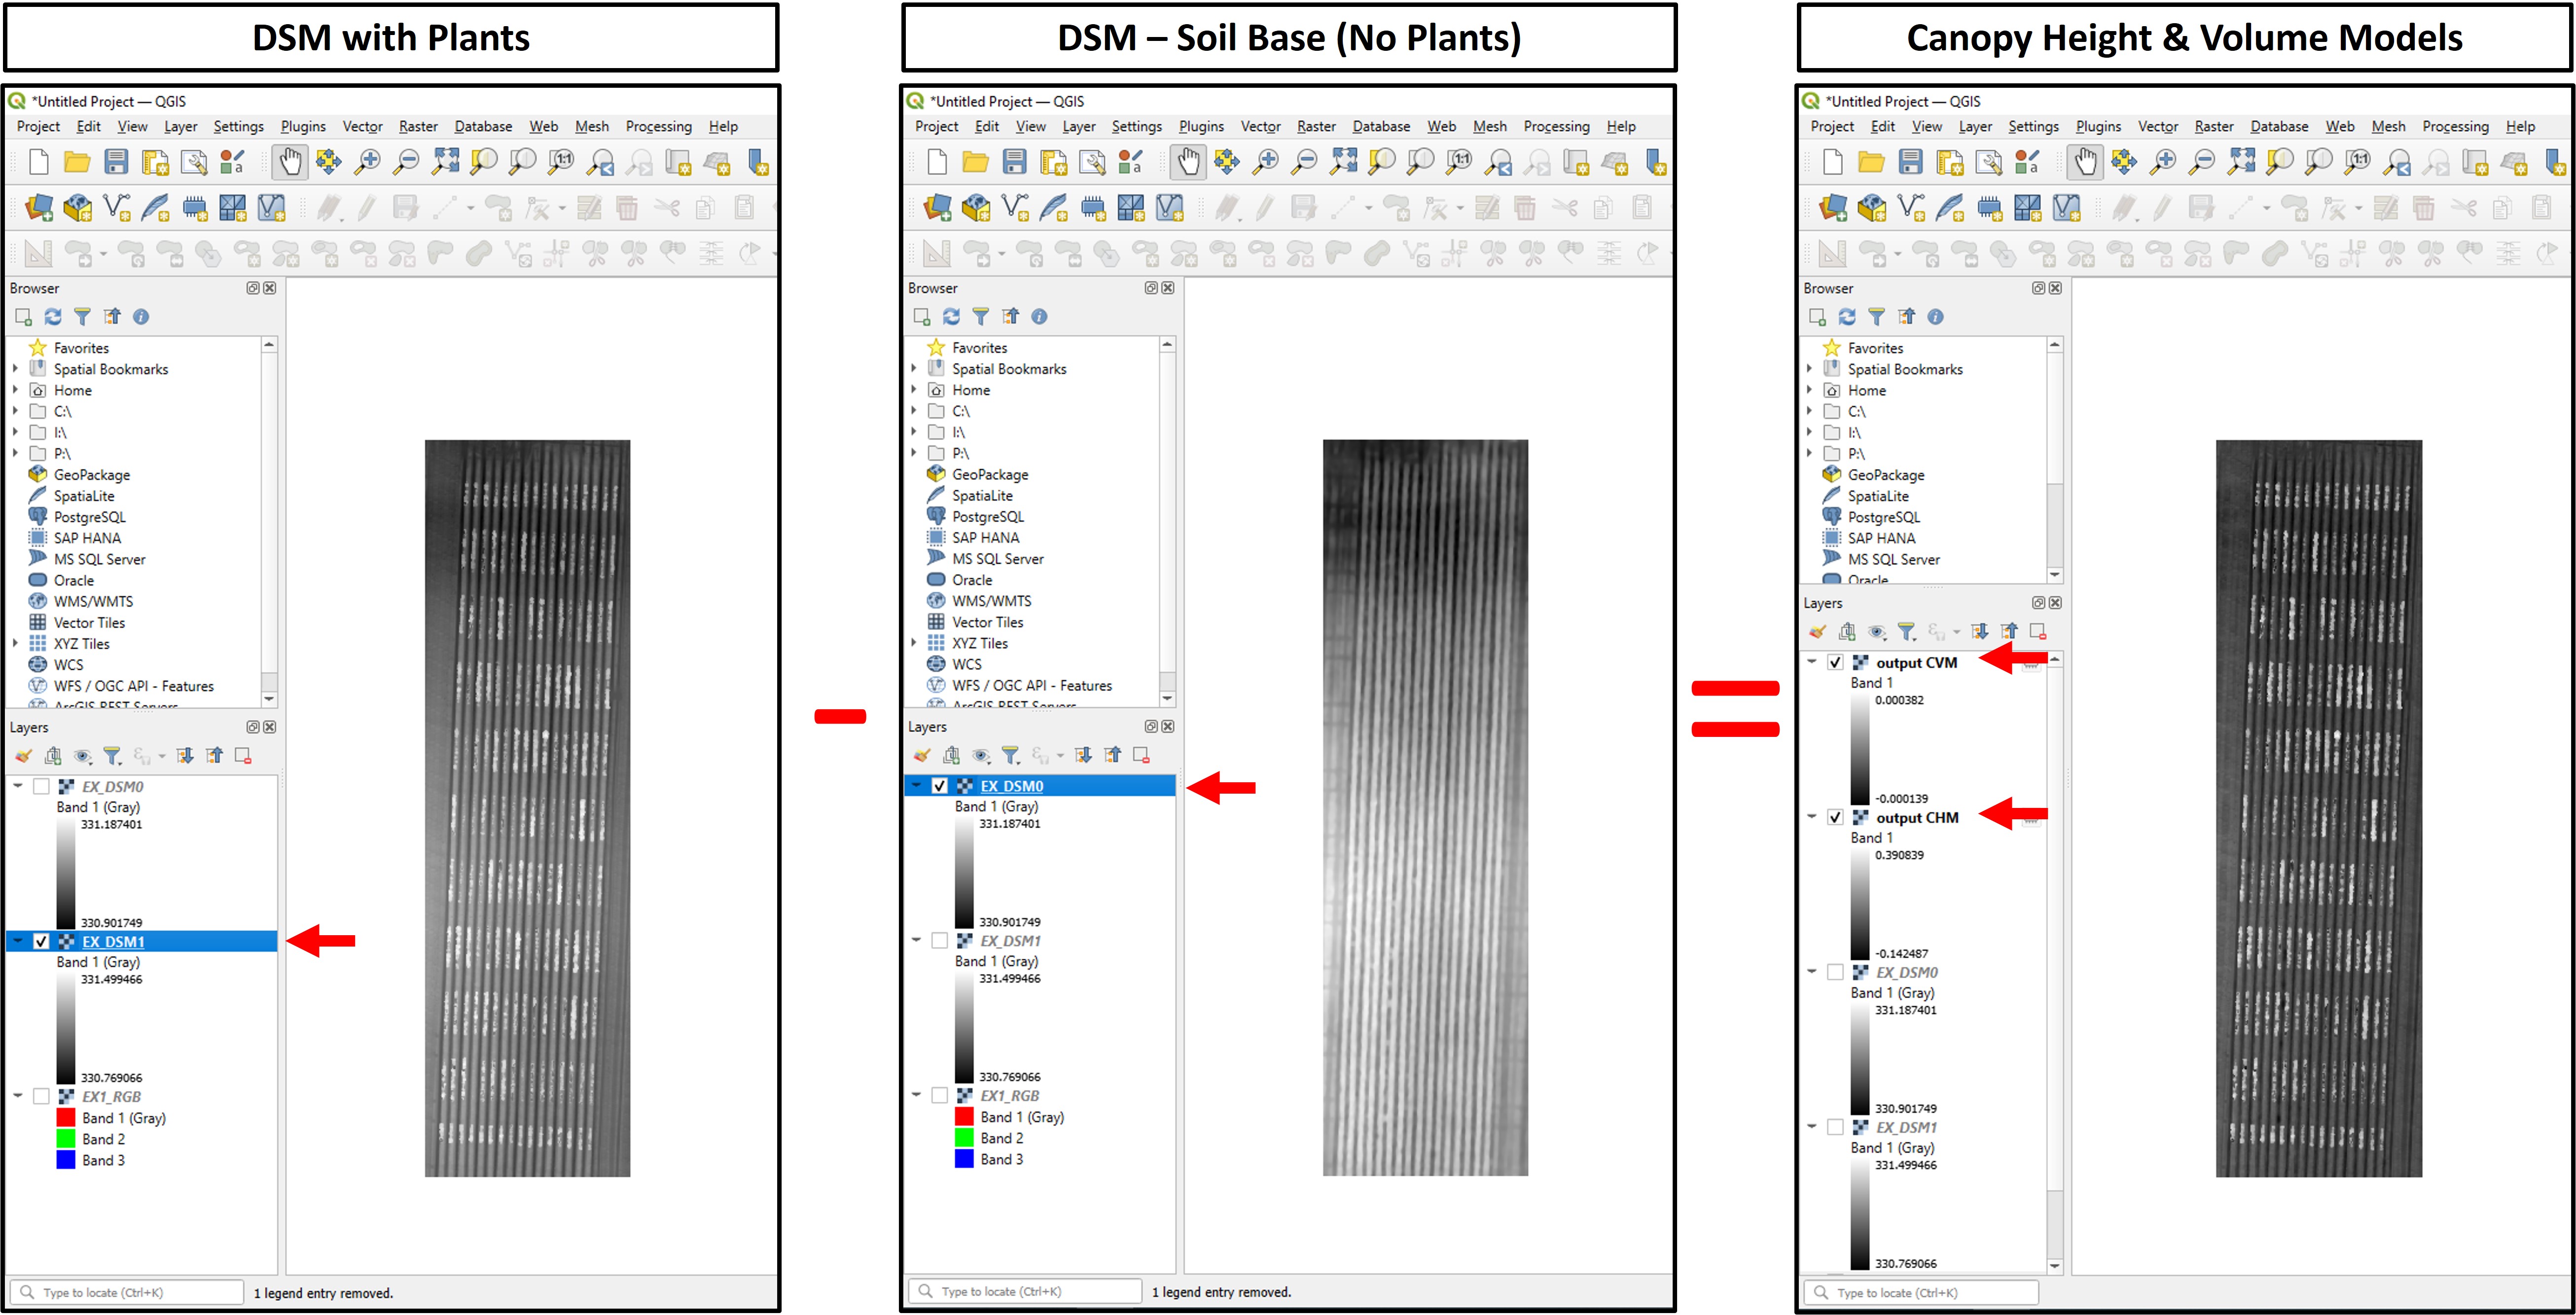 DSM with Plants
*Untitled Project — QGIS
Project Edit View Layer Settings Plugins Vector Raster Database Web Mesh Processing Help
1:1
Browser
Favorites
Spatial Bookmarks
Home
C:\
I:\
P:\
GeoPackage
SpatiaLite
PostgreSQL
SAP HANA
MS SQL Server
Oracle
WMS/WMTS
Vector Tiles
XYZ Tiles
WCS
WFS / OGC API - Features
ArcGIS REST Servers
Layers
EX_DSM0
Band 1 (Gray)
331.187401
330.901749
EX_DSM1
Band 1 (Gray)
331.499466
330.769066
EX1_RGB
Band 1 (Gray)
Band 2
Band 3
Type to locate (Ctrl+K) 1 legend entry removed.
DSM – Soil Base (No Plants)
*Untitled Project — QGIS
Project Edit View Layer Settings Plugins Vector Raster Database Web Mesh Processing Help
1:1
Browser
Favorites
Spatial Bookmarks
Home
C:\
I:\
P:\
GeoPackage
SpatiaLite
PostgreSQL
SAP HANA
MS SQL Server
Oracle
WMS/WMTS
Vector Tiles
XYZ Tiles
WCS
WFS / OGC API - Features
ArcGIS REST Servers
Layers
EX_DSM0
Band 1 (Gray)
331.187401
330.901749
EX_DSM1
Band 1 (Gray)
331.499466
330.769066
EX1_RGB
Band 1 (Gray)
Band 2
Band 3
Type to locate (Ctrl+K) 1 legend entry removed.
Canopy Height & Volume Models
*Untitled Project — QGIS
Project Edit View Layer Settings Plugins Vector Raster Database Web Mesh Processing Help
1:1
Browser
Favorites
Spatial Bookmarks
Home
C:\
I:\
P:\
GeoPackage
SpatiaLite
PostgreSQL
SAP HANA
MS SQL Server
Oracle
Layers
output CVM
Band 1
0.000382
-0.000139
output CHM
Band 1
0.390839
-0.142487
EX_DSM0
Band 1 (Gray)
331.187401
330.901749
EX_DSM1
Band 1 (Gray)
331.499466
330.769066
Type to locate (Ctrl+K)